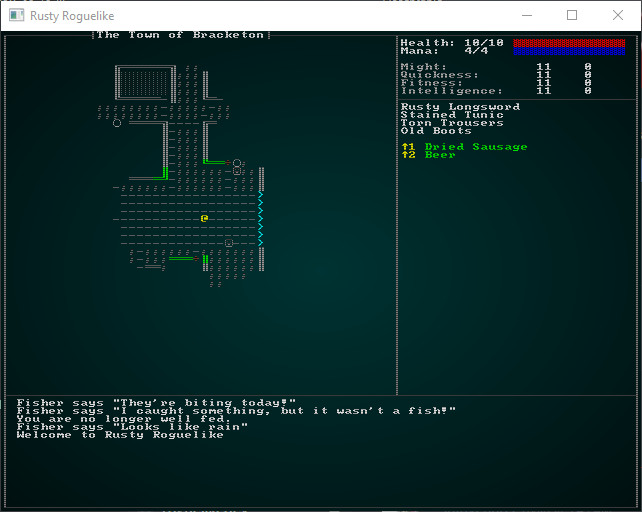 Rusty Roguelike
The Town of Bracketon
Health: 10/10
Mana: 4/4
Might: 11 0
Quickness: 11 0
Fitness: 11 0
Intelligence: 11 0
Rusty Longsword
Stained Tunic
Torn Trousers
Old Boots
↑1 Dried Sausage
↑2 Beer
Fisher says "They're biting today!"
Fisher says "I caught something, but it wasn't a fish!"
You are no longer well fed.
Fisher says "Looks like rain"
Welcome to Rusty Roguelike